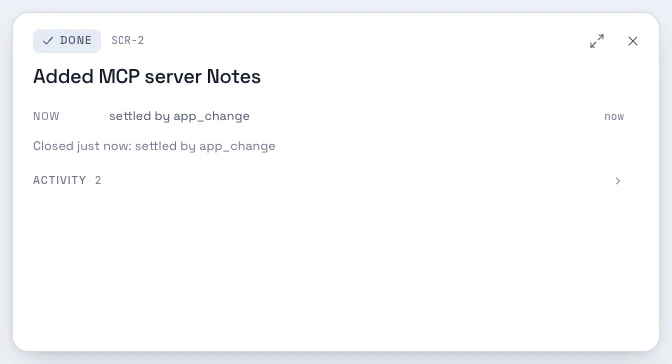 DONE SCR-2
Added MCP server Notes
NOW settled by app_change now
Closed just now: settled by app_change
ACTIVITY 2